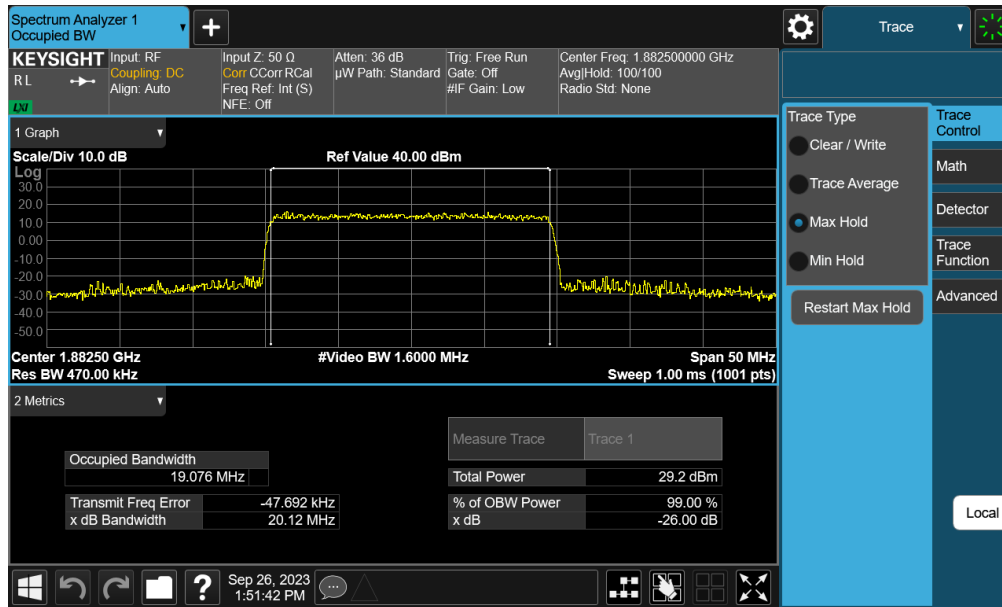 Spectrum Analyzer 1
Occupied BW
Trace
KEYSIGHT
R L
LXI
Input: RF
Coupling: DC
Align: Auto
Input Z: 50 Ω
Corr CCorr RCal
Freq Ref: Int (S)
NFE: Off
Atten: 36 dB
µW Path: Standard
Trig: Free Run
Gate: Off
#IF Gain: Low
Center Freq: 1.882500000 GHz
Avg|Hold: 100/100
Radio Std: None
1 Graph
Scale/Div 10.0 dB
Ref Value 40.00 dBm
Log
30.0
20.0
10.0
0.00
-10.0
-20.0
-30.0
-40.0
-50.0
Center 1.88250 GHz
#Video BW 1.6000 MHz
Span 50 MHz
Res BW 470.00 kHz
Sweep 1.00 ms (1001 pts)
2 Metrics
Measure Trace
Trace 1
Occupied Bandwidth
19.076 MHz
Total Power
29.2 dBm
Transmit Freq Error
-47.692 kHz
% of OBW Power
99.00 %
x dB Bandwidth
20.12 MHz
x dB
-26.00 dB
Trace Type
Clear / Write
Trace Average
Max Hold
Min Hold
Restart Max Hold
Trace
Control
Math
Detector
Trace
Function
Advanced
Local
?
Sep 26, 2023
1:51:42 PM